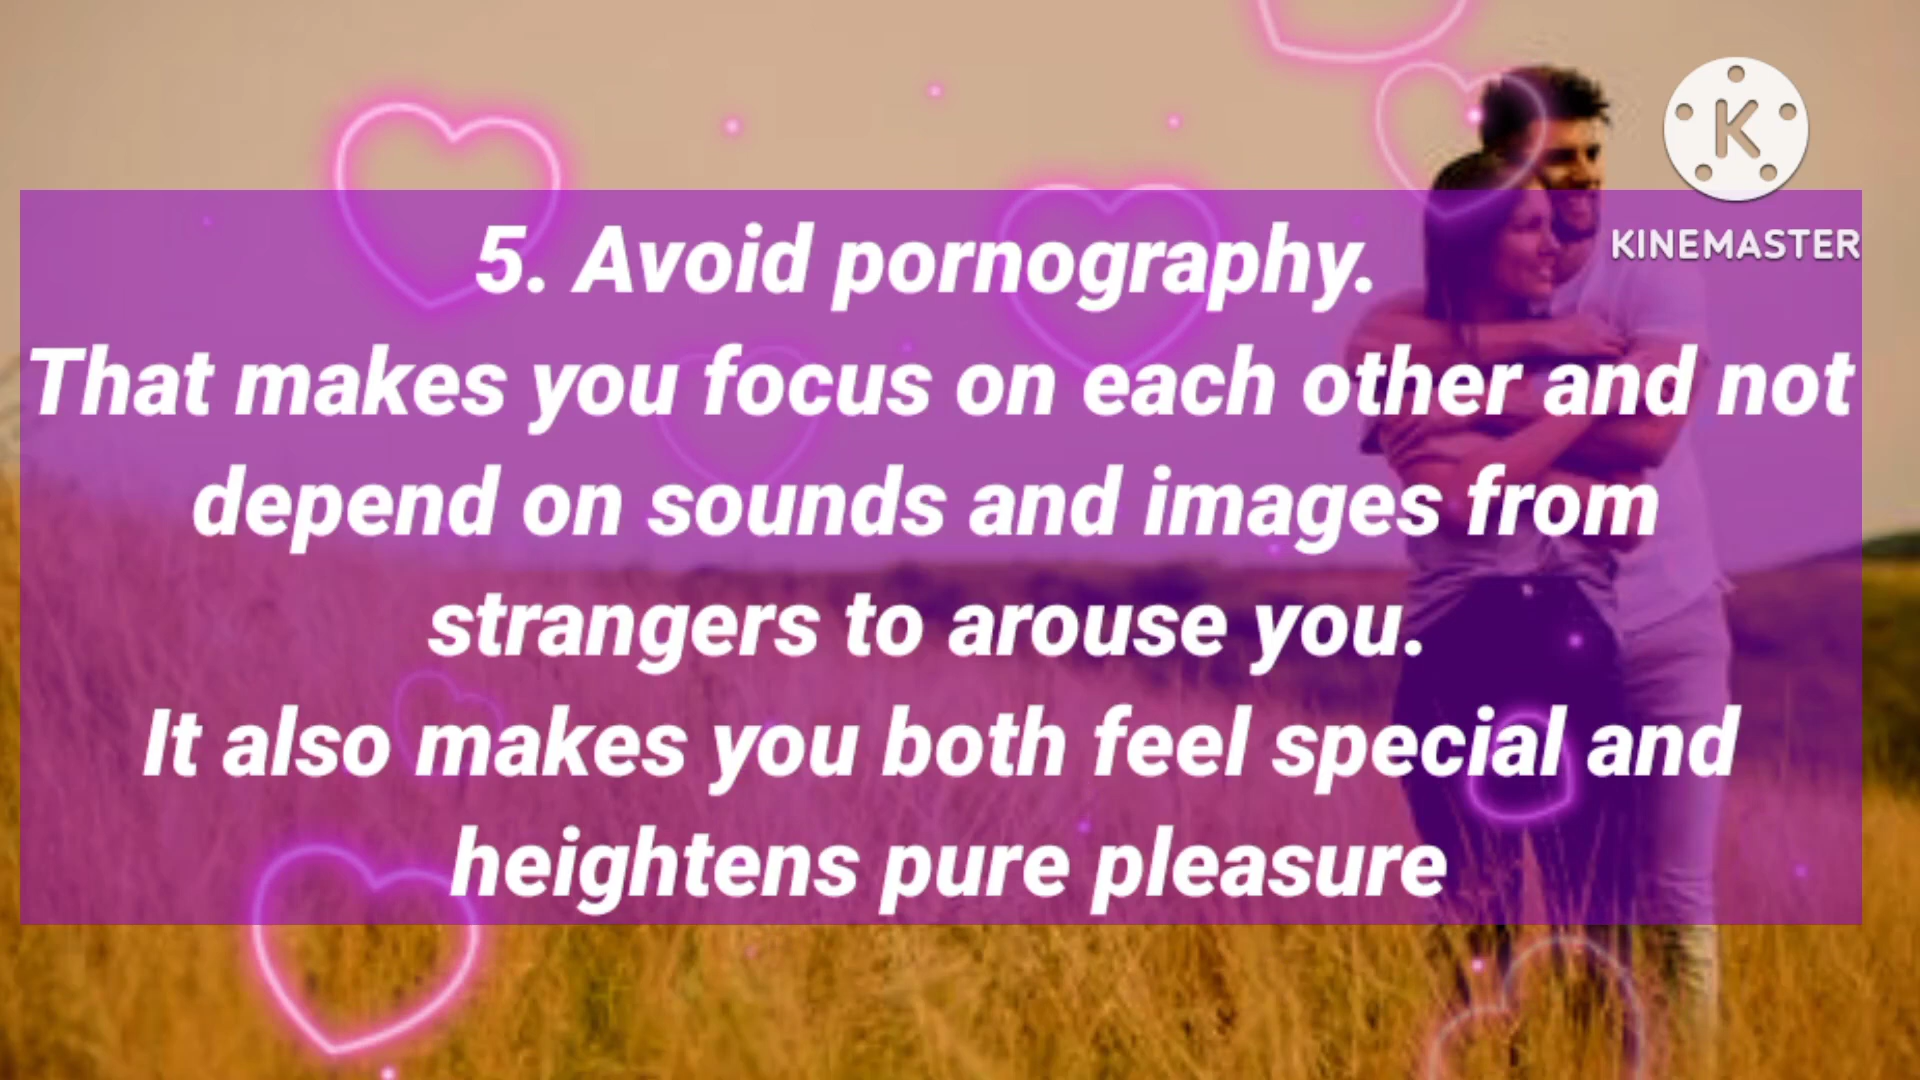 K
KINEMASTER
5. Avoid pornography.
That makes you focus on each other and not
depend on sounds and images from
strangers to arouse you.
It also makes you both feel special and
heightens pure pleasure